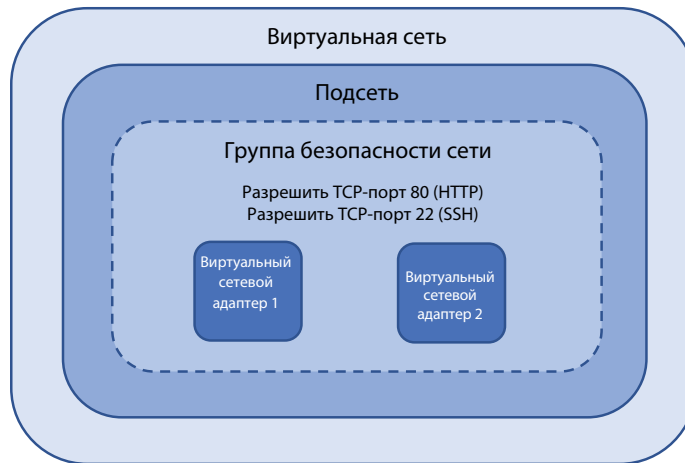 Виртуальная сеть
Подсеть
Группа безопасности сети
Разрешить TCP-порт 80 (HTTP)
Разрешить TCP-порт 22 (SSH)
Виртуальный
сетевой
адаптер 1
Виртуальный
сетевой
адаптер 2